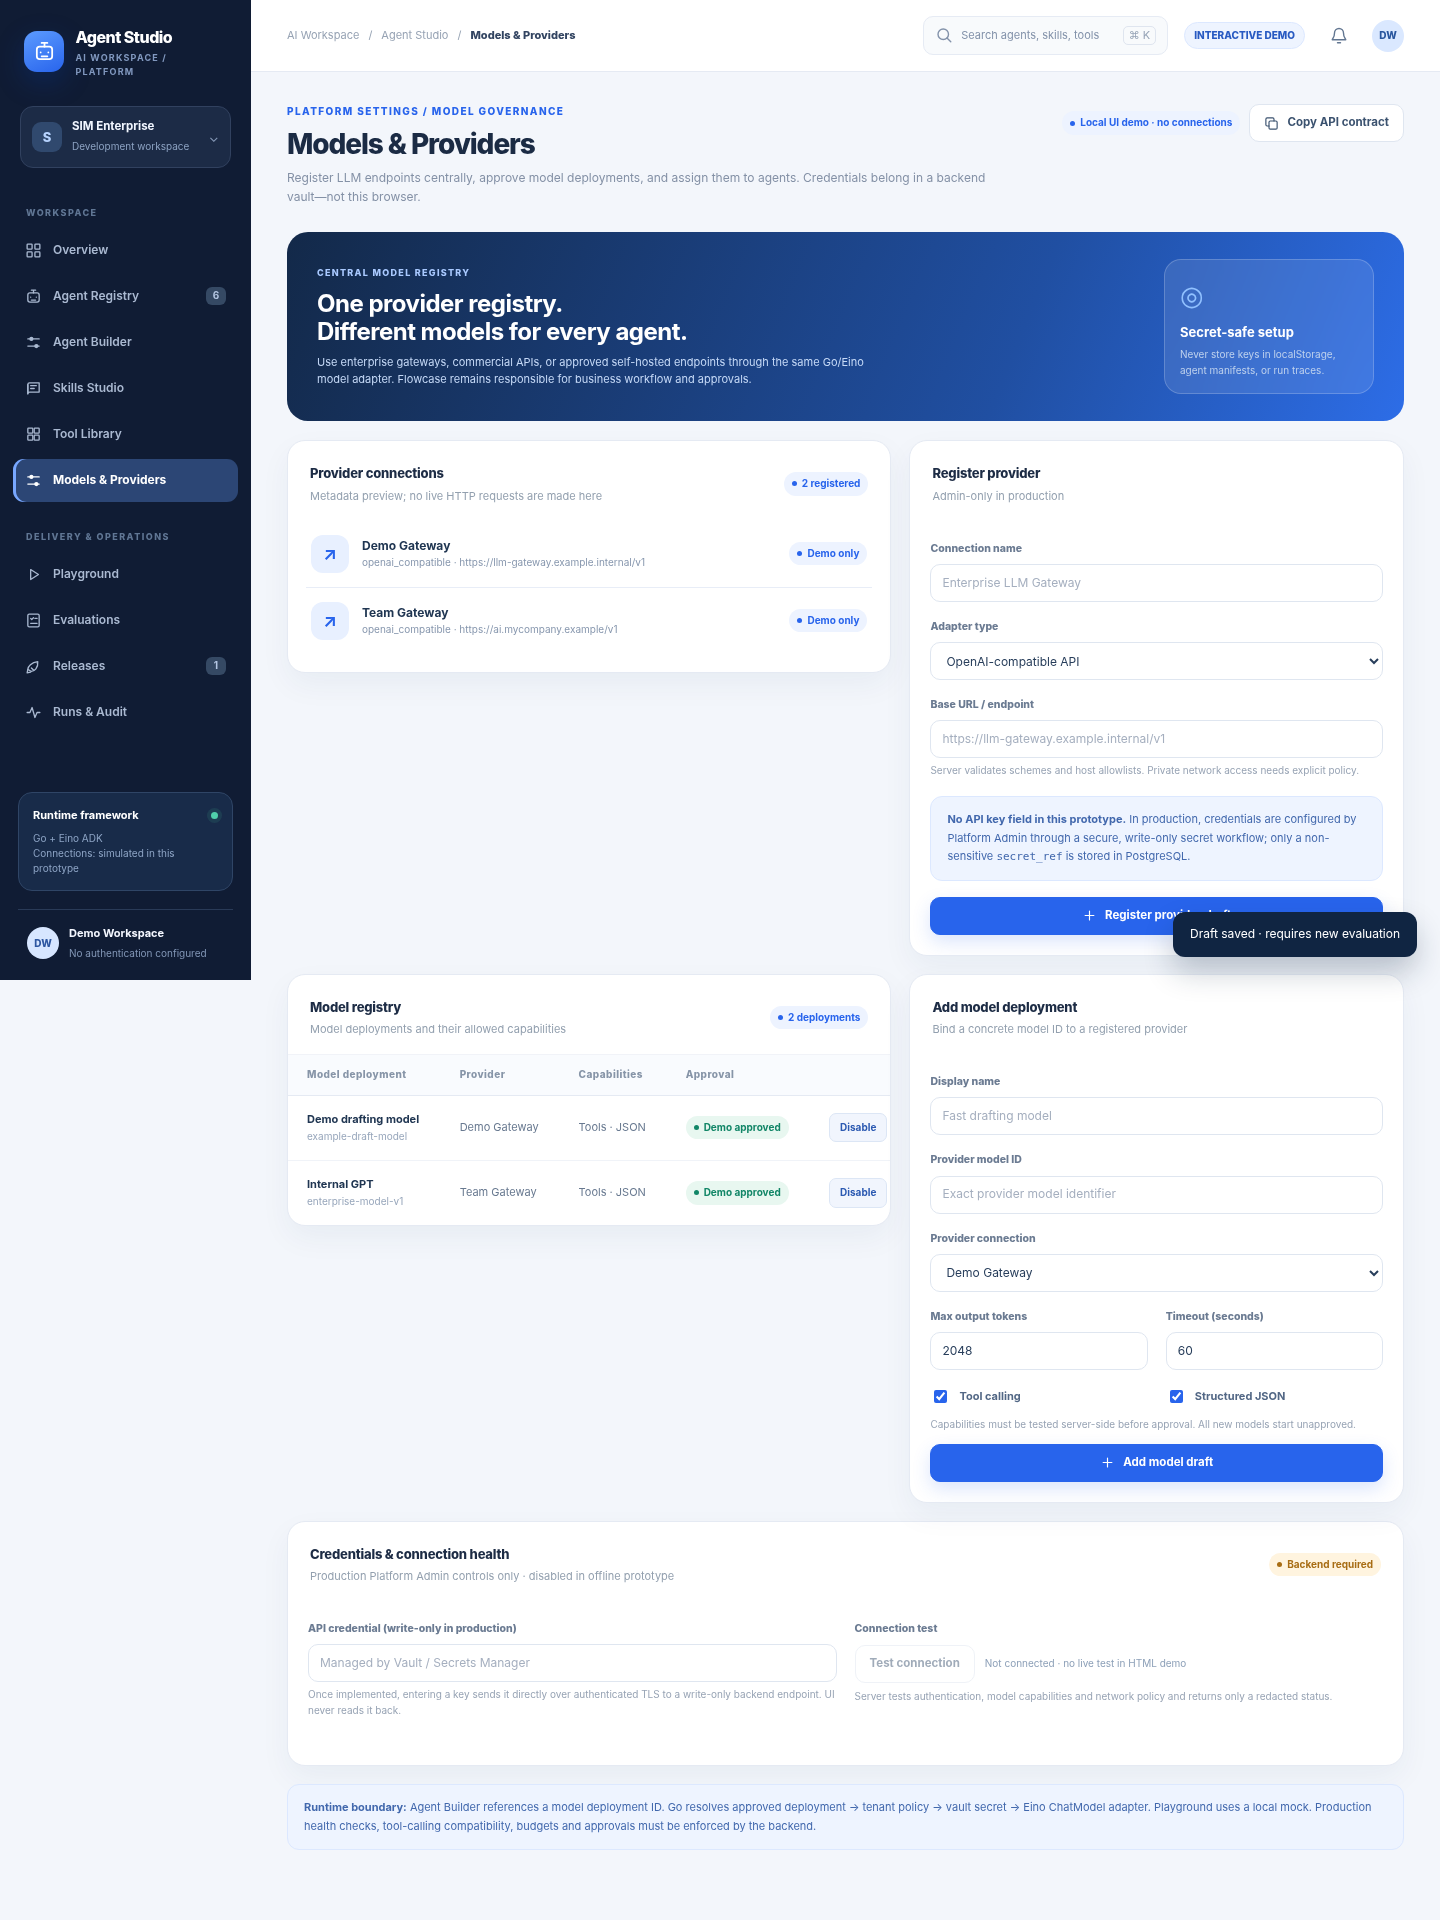 Agent Studio
AI WORKSPACE /
PLATFORM
S
SIM Enterprise
Development workspace
WORKSPACE
Overview
Agent Registry
6
Agent Builder
Skills Studio
Tool Library
Models & Providers
DELIVERY & OPERATIONS
Playground
Evaluations
Releases
1
Runs & Audit
Runtime framework
Go + Eino ADK
Connections: simulated in this
prototype
DW
Demo Workspace
No authentication configured
AI Workspace / Agent Studio / Models & Providers
Search agents, skills, tools
⌘ K
INTERACTIVE DEMO
DW
PLATFORM SETTINGS / MODEL GOVERNANCE
Models & Providers
Register LLM endpoints centrally, approve model deployments, and assign them to agents. Credentials belong in a backend
vault—not this browser.
Local UI demo · no connections
Copy API contract
CENTRAL MODEL REGISTRY
One provider registry.
Different models for every agent.
Use enterprise gateways, commercial APIs, or approved self-hosted endpoints through the same Go/Eino
model adapter. Flowcase remains responsible for business workflow and approvals.
Secret-safe setup
Never store keys in localStorage,
agent manifests, or run traces.
Provider connections
Metadata preview; no live HTTP requests are made here
2 registered
Demo Gateway
openai_compatible · https://llm-gateway.example.internal/v1
Demo only
Team Gateway
openai_compatible · https://ai.mycompany.example/v1
Demo only
Register provider
Admin-only in production
Connection name
Enterprise LLM Gateway
Adapter type
OpenAI-compatible API
Base URL / endpoint
https://llm-gateway.example.internal/v1
Server validates schemes and host allowlists. Private network access needs explicit policy.
No API key field in this prototype. In production, credentials are configured by
Platform Admin through a secure, write-only secret workflow; only a non-
sensitive secret_ref is stored in PostgreSQL.
Register
Draft saved · requires new evaluation
Model registry
Model deployments and their allowed capabilities
2 deployments
Model deployment Provider Capabilities Approval
Demo drafting model
example-draft-model
Demo Gateway
Tools · JSON
Demo approved
Disable
Internal GPT
enterprise-model-v1
Team Gateway
Tools · JSON
Demo approved
Disable
Add model deployment
Bind a concrete model ID to a registered provider
Display name
Fast drafting model
Provider model ID
Exact provider model identifier
Provider connection
Demo Gateway
Max output tokens
2048
Timeout (seconds)
60
Tool calling
Structured JSON
Capabilities must be tested server-side before approval. All new models start unapproved.
Add model draft
Credentials & connection health
Production Platform Admin controls only · disabled in offline prototype
Backend required
API credential (write-only in production)
Managed by Vault / Secrets Manager
Once implemented, entering a key sends it directly over authenticated TLS to a write-only backend endpoint. UI
never reads it back.
Connection test
Test connection
Not connected · no live test in HTML demo
Server tests authentication, model capabilities and network policy and returns only a redacted status.
Runtime boundary: Agent Builder references a model deployment ID. Go resolves approved deployment → tenant policy → vault secret → Eino ChatModel adapter. Playground uses a local mock. Production
health checks, tool-calling compatibility, budgets and approvals must be enforced by the backend.